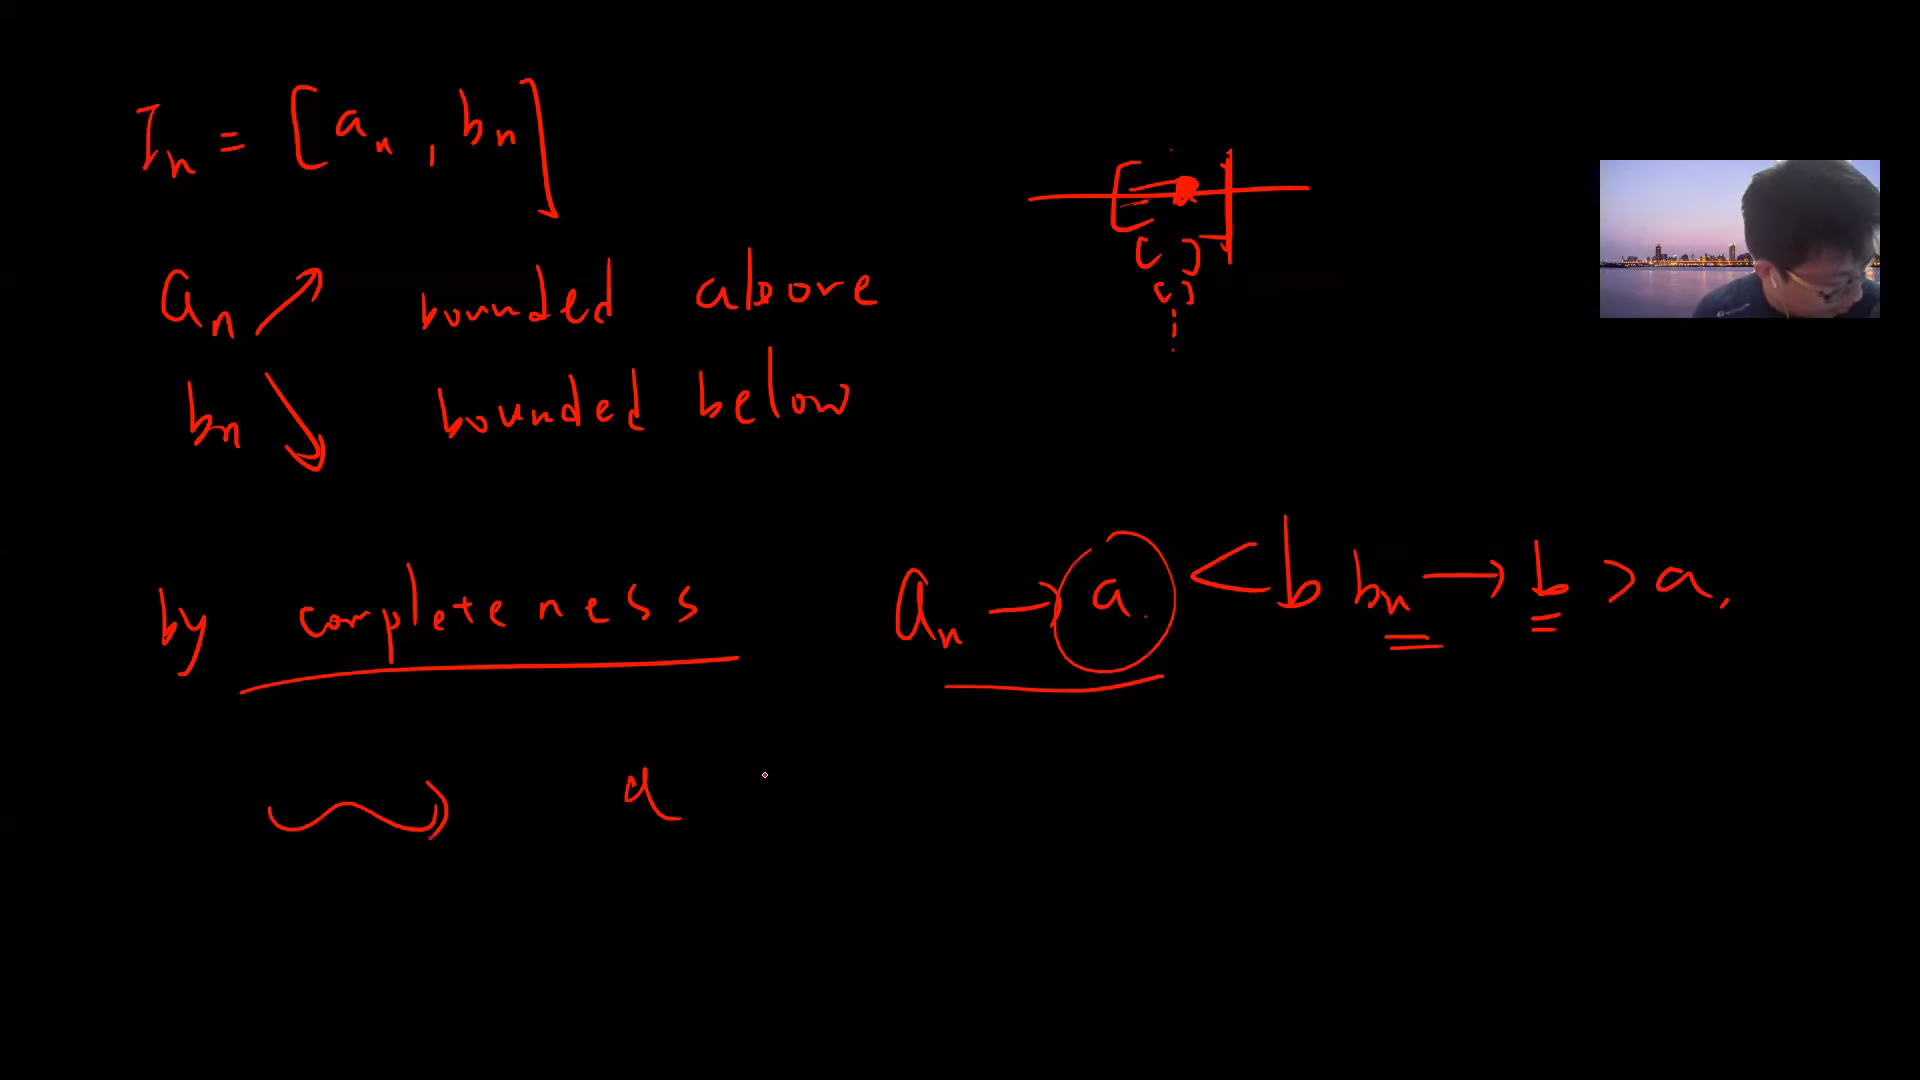 Iₙ = [aₙ, bₙ]
aₙ ↗ bounded above
bₙ ↘ bounded below
by completeness aₙ → a. < b bₙ → b > a.
a